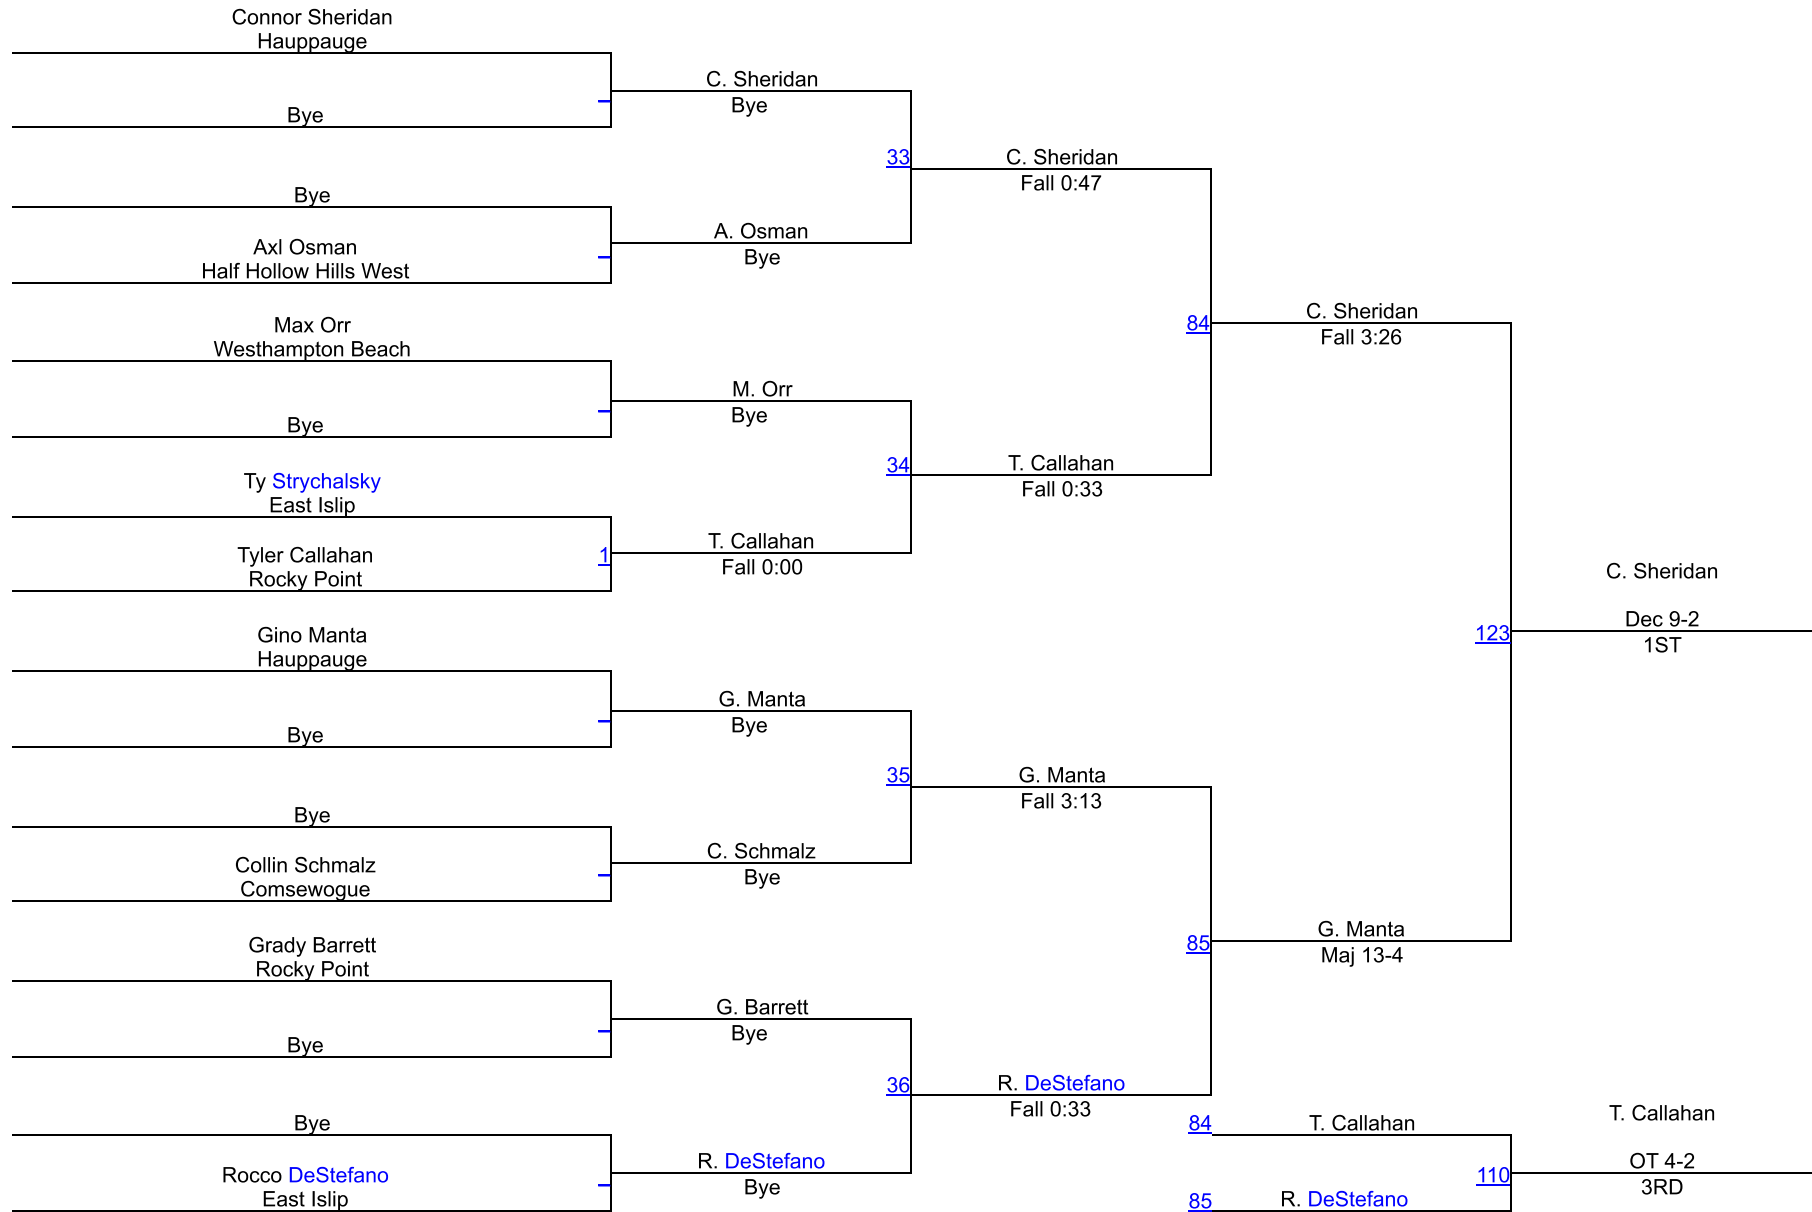 Connor Sheridan
Hauppauge
Bye
C. Sheridan
Bye
Bye
Axl Osman
Half Hollow Hills West
A. Osman
Bye
33
C. Sheridan
Fall 0:47
Max Orr
Westhampton Beach
Bye
M. Orr
Bye
Ty Strychalsky
East Islip
Tyler Callahan
Rocky Point
1
T. Callahan
Fall 0:00
34
T. Callahan
Fall 0:33
84
C. Sheridan
Fall 3:26
Gino Manta
Hauppauge
Bye
G. Manta
Bye
Bye
Collin Schmalz
Comsewogue
C. Schmalz
Bye
35
G. Manta
Fall 3:13
Grady Barrett
Rocky Point
Bye
G. Barrett
Bye
Bye
Rocco DeStefano
East Islip
R. DeStefano
Bye
36
R. DeStefano
Fall 0:33
85
G. Manta
Maj 13-4
123
C. Sheridan
Dec 9-2
1ST
84
T. Callahan
85
R. DeStefano
110
T. Callahan
OT 4-2
3RD